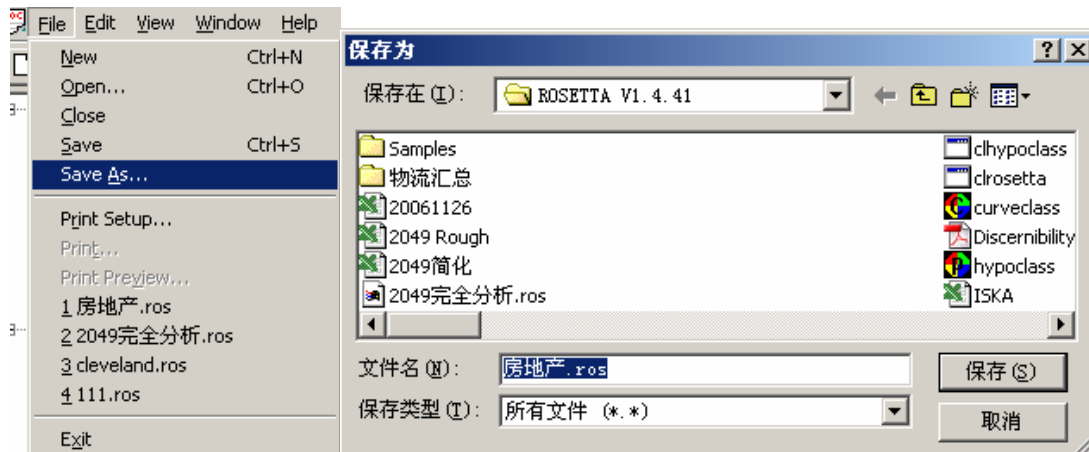 File Edit View Window Help
New Ctrl+N
Open... Ctrl+O
Close
Save Ctrl+S
Save As...
Print Setup...
Print...
Print Preview...
1 房地产.ros
2 2049完全分析.ros
3 cleveland.ros
4 111.ros
Exit
保存为
保存在(I): ROSETTA V1.4.41
Samples
物流汇总
20061126
2049 Rough
2049简化
2049完全分析.ros
clhypoclass
clrosetta
curveclass
Discernibility
hypoclass
ISKA
文件名(N): 房地产.ros 保存(S)
保存类型(T): 所有文件 (*.*) 取消